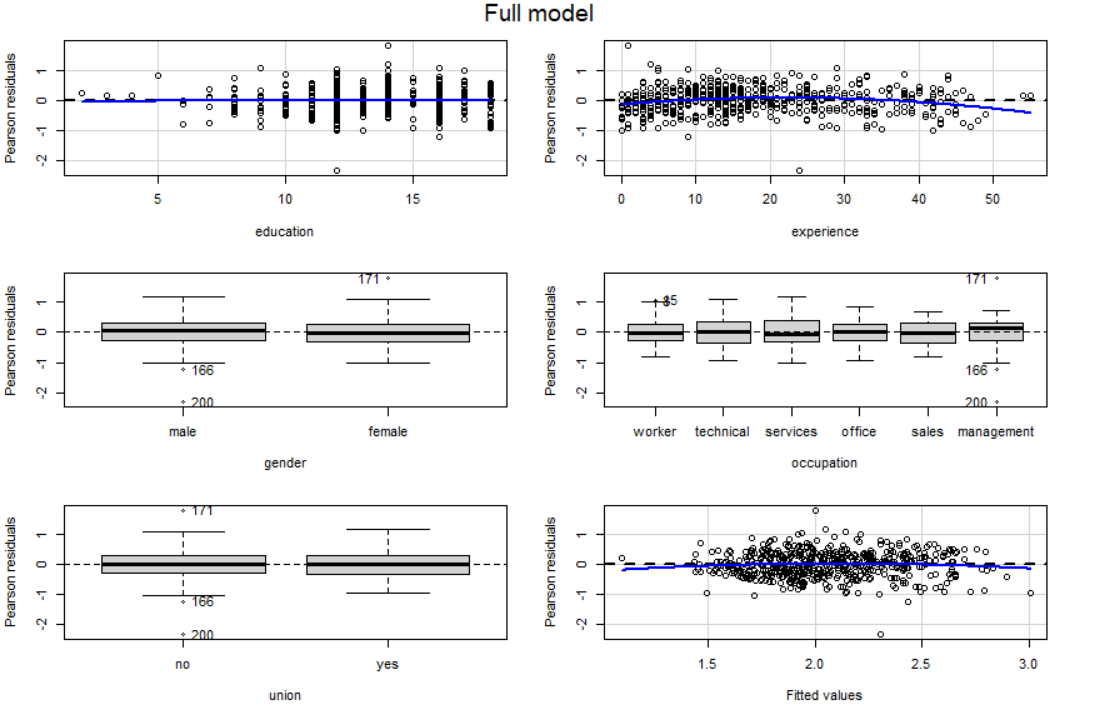 Full model
Pearson residuals
1
0
-1
-2
5 10 15
education
Pearson residuals
1
0
-1
-2
0 10 20 30 40 50
experience
Pearson residuals
1
0
-1
-2
171
166
200
male female
gender
Pearson residuals
1
0
-1
-2
171
166
200
worker technical services office sales management
occupation
Pearson residuals
1
0
-1
-2
171
166
200
no yes
union
Pearson residuals
1
0
-1
-2
1.5 2.0 2.5 3.0
Fitted values